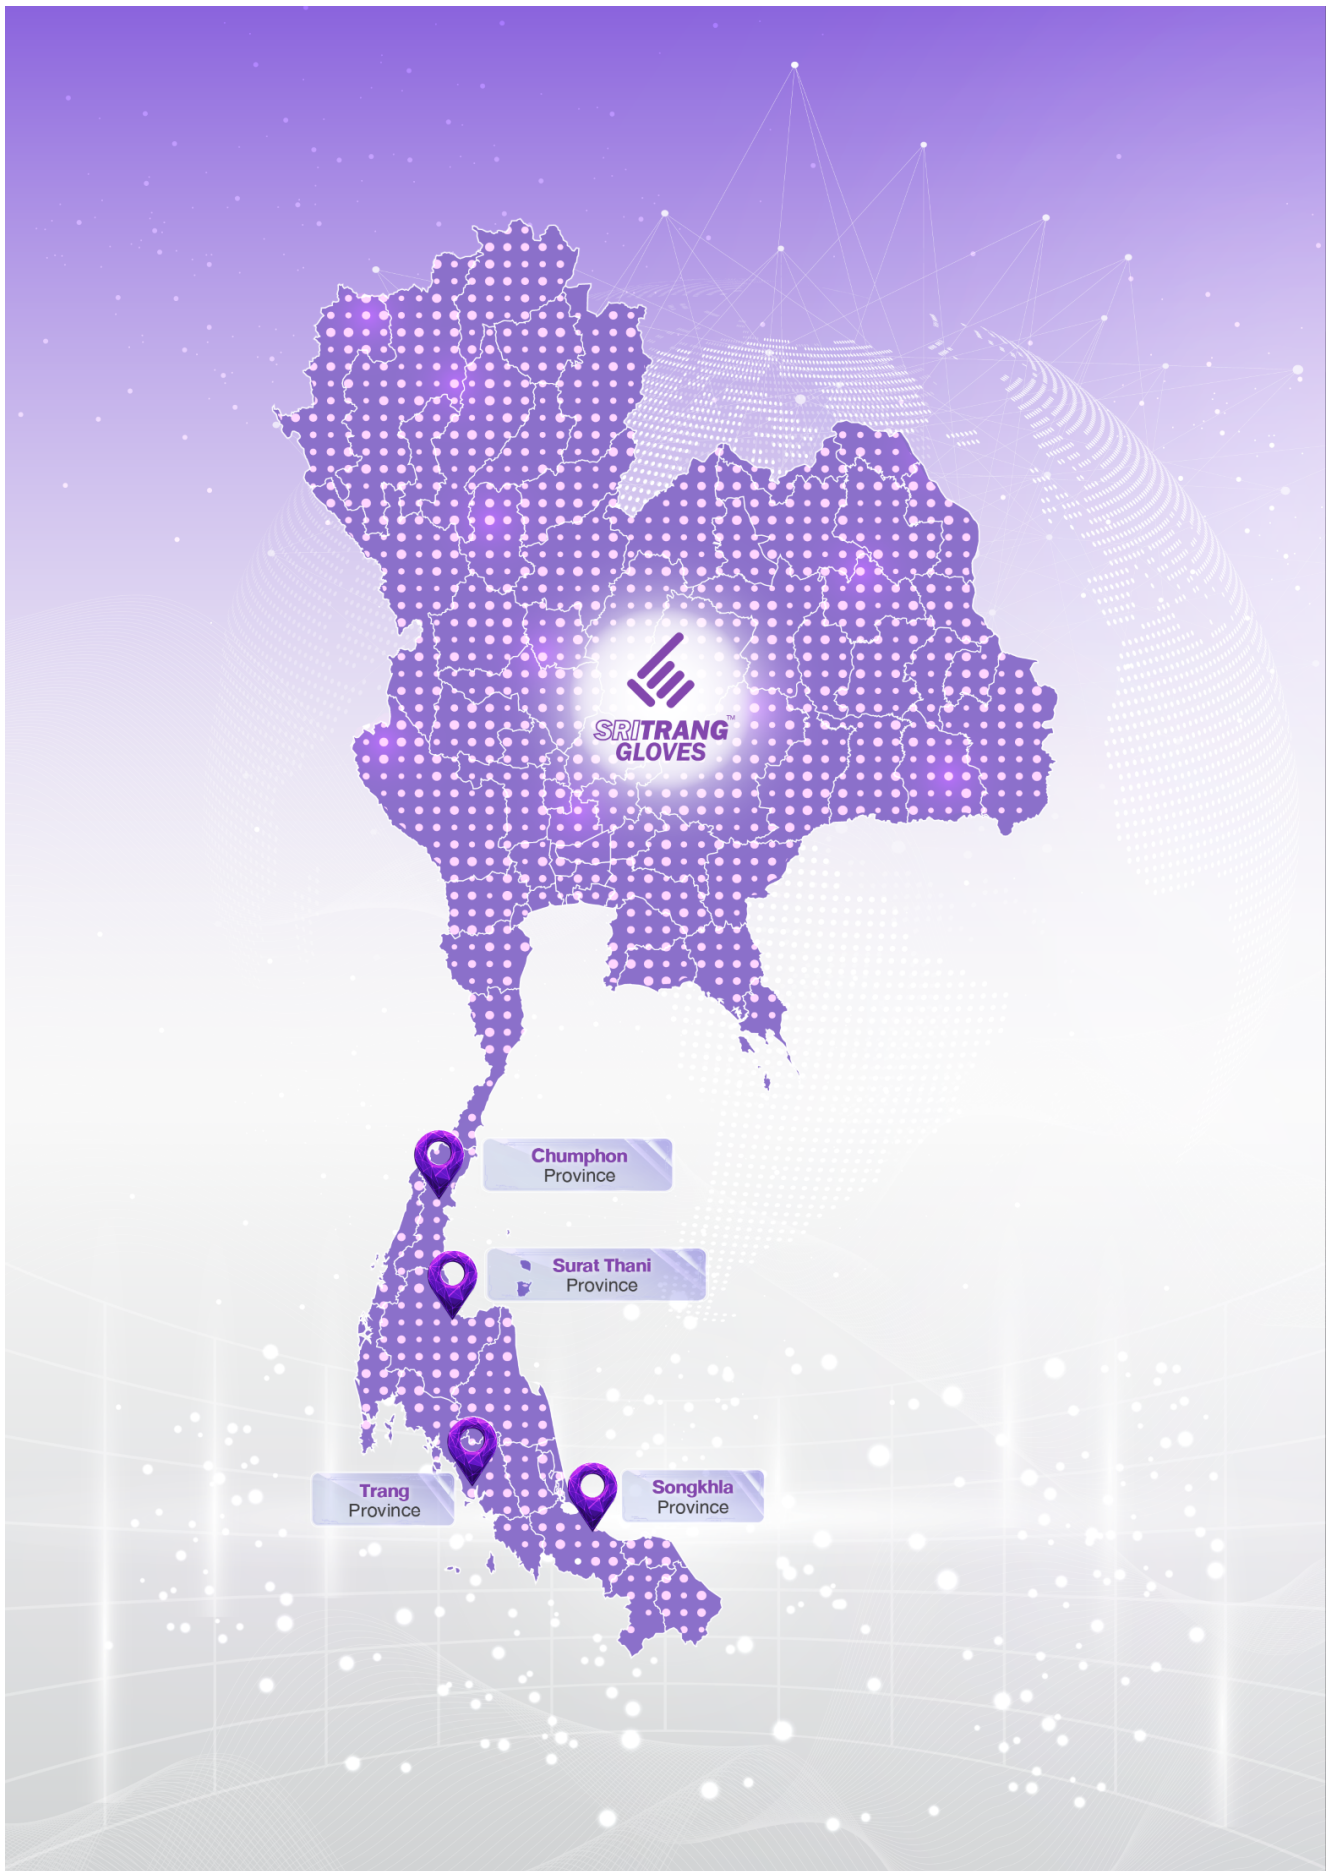 SRITRANG™
GLOVES
Chumphon
Province
Surat Thani
Province
Trang
Province
Songkhla
Province